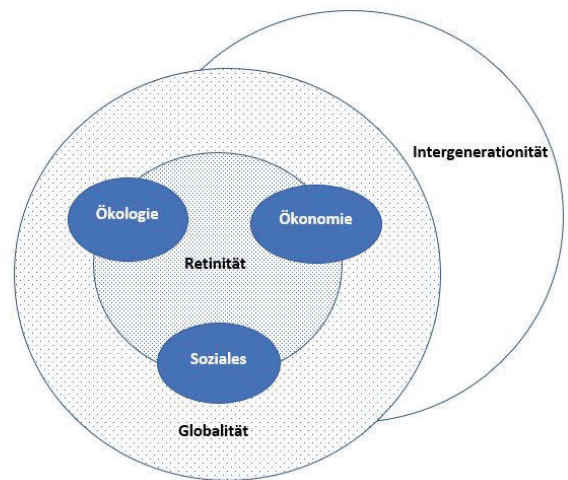 Intergenerationität
Ökologie
Ökonomie
Retinität
Soziales
Globalität